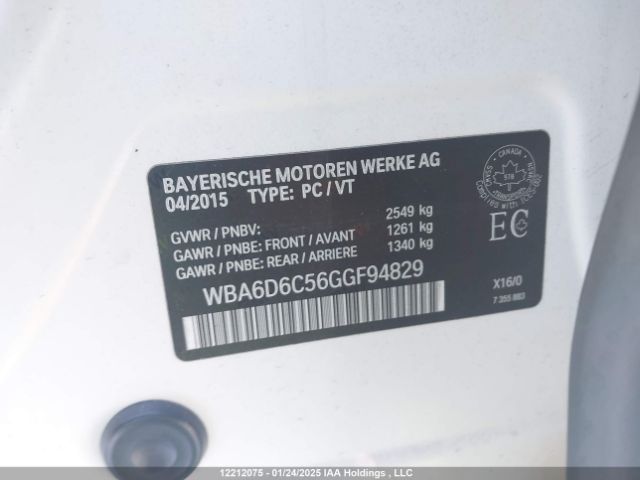 BAYERISCHE MOTOREN WERKE AG
04/2015 TYPE: PC / VT
GVWR / PNBV: 2549 kg
GAWR / PNBE: FRONT / AVANT 1261 kg
GAWR / PNBE: REAR / ARRIERE 1340 kg
WBA6D6C56GGF94829
CANADA
EC
X16/0
7 355 883
12212075 - 01/24/2025 IAA Holdings , LLC